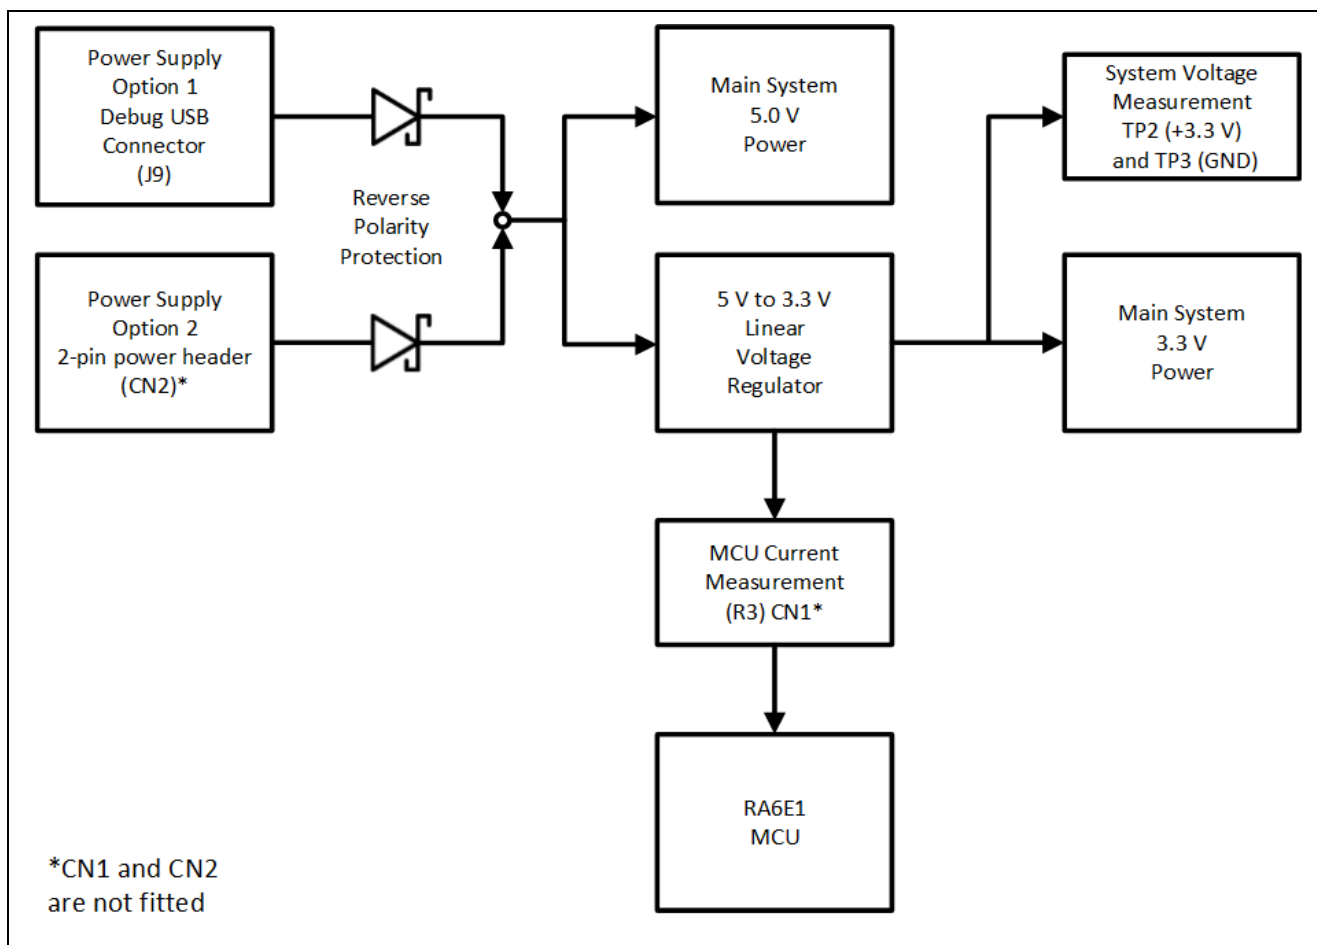 Power Supply
Option 1
Debug USB
Connector
(J9)
Reverse
Polarity
Protection
Power Supply
Option 2
2-pin power header
(CN2)*
Main System
5.0 V
Power
5 V to 3.3 V
Linear
Voltage
Regulator
System Voltage
Measurement
TP2 (+3.3 V)
and TP3 (GND)
Main System
3.3 V
Power
MCU Current
Measurement
(R3) CN1*
RA6E1
MCU
*CN1 and CN2
are not fitted